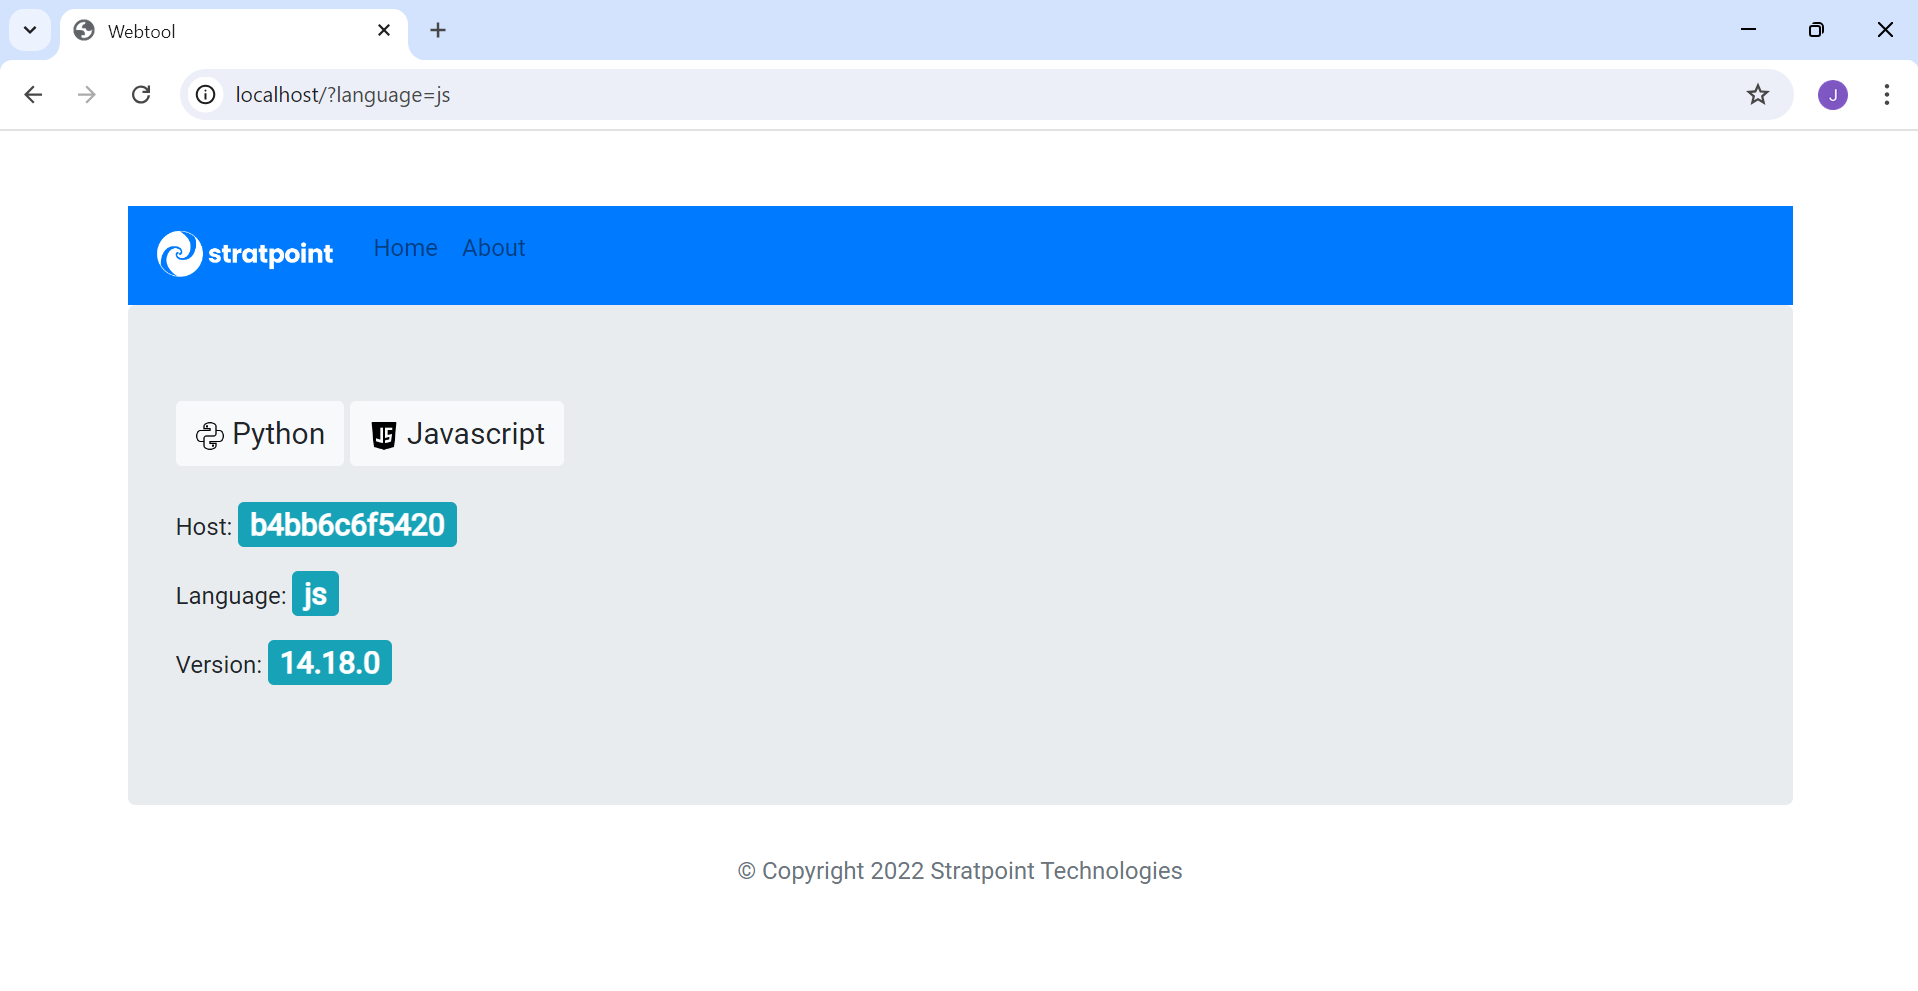 Webtool
localhost/?language=js
J
stratpoint Home About
Python JS Javascript
Host: b4bb6c6f5420
Language: js
Version: 14.18.0
© Copyright 2022 Stratpoint Technologies